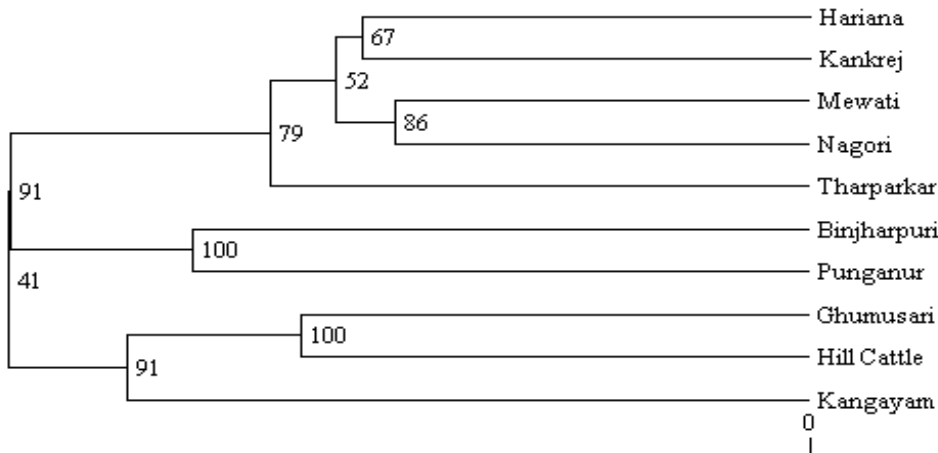 Hariana
67
Kankrej
52
Mewati
86
79
Nagori
Tharparkar
91
Binjharpuri
100
Punganur
41
Ghumusari
100
Hill Cattle
91
Kangayam
0